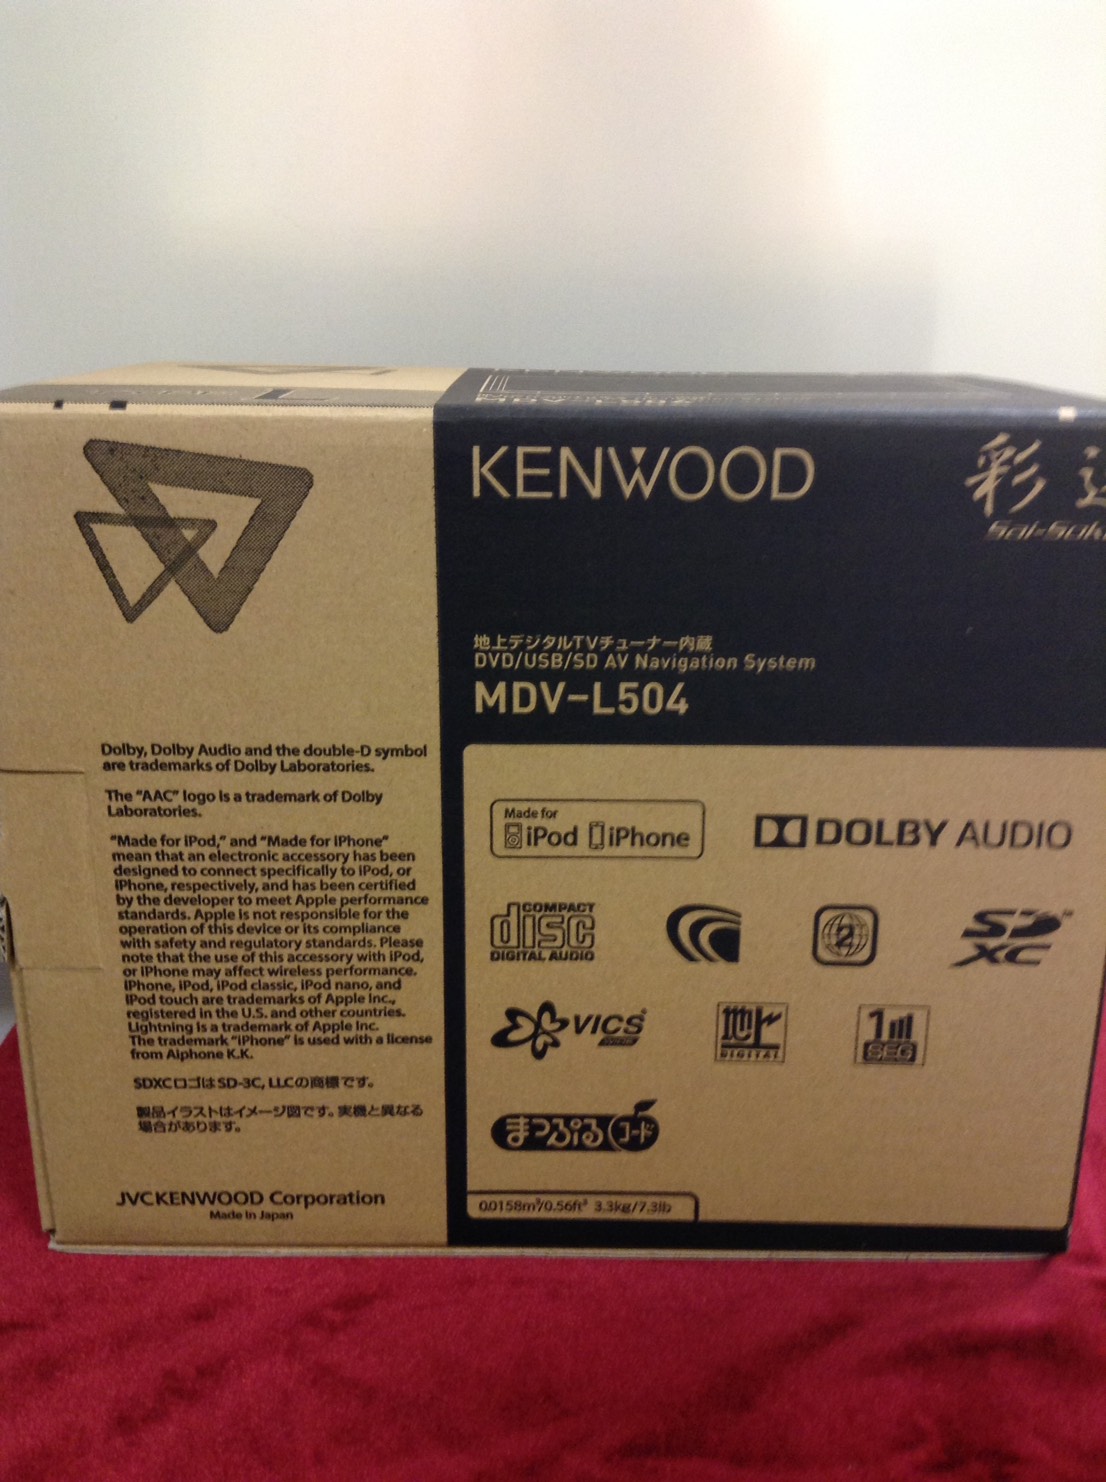 KENWOOD
彩
Sai-Sok
地上デジタルTVチューナー内蔵
DVD/USB/SD AV Navigation System
MDV-L504
Dolby, Dolby Audio and the double-D symbol
are trademarks of Dolby Laboratories.
The "AAC" logo is a trademark of Dolby
Laboratories.
"Made for iPod," and "Made for iPhone"
mean that an electronic accessory has been
designed to connect specifically to iPod, or
iPhone, respectively, and has been certified
by the developer to meet Apple performance
standards. Apple is not responsible for the
operation of this device or its compliance
with safety and regulatory standards. Please
note that the use of this accessory with iPod,
or iPhone may affect wireless performance.
iPhone, iPod, iPod classic, iPod nano, and
iPod touch are trademarks of Apple Inc.,
registered in the U.S. and other countries.
Lightning is a trademark of Apple Inc.
The trademark "iPhone" is used with a license
from Aiphone K.K.
SDXCロゴはSD-3C, LLCの商標です。
製品イラストはイメージ図です。実機と異なる
場合があります。
JVCKENWOOD Corporation
Made in Japan
Made for
iPod iPhone
DOLBY AUDIO
COMPACT
disc
DIGITAL AUDIO
2
SD
XC
VICS
地上
DIGITAL
1
SEG
まっぷるコード
0.0158m³/0.56ft³ 3.3kg/7.3lb